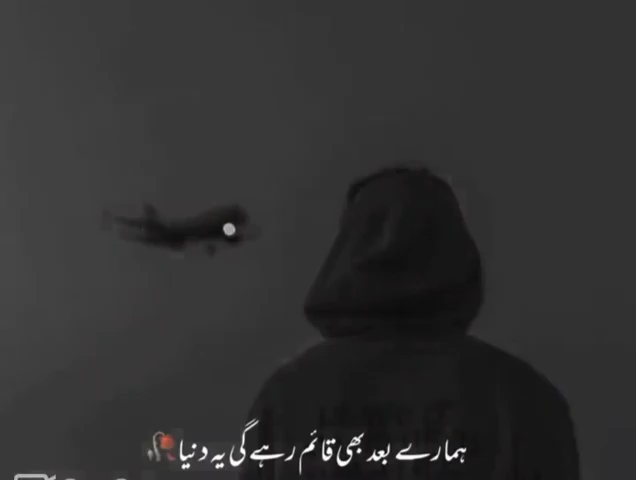 ہمارے بعد بھی قائم رہے گی یہ دنیا🥀